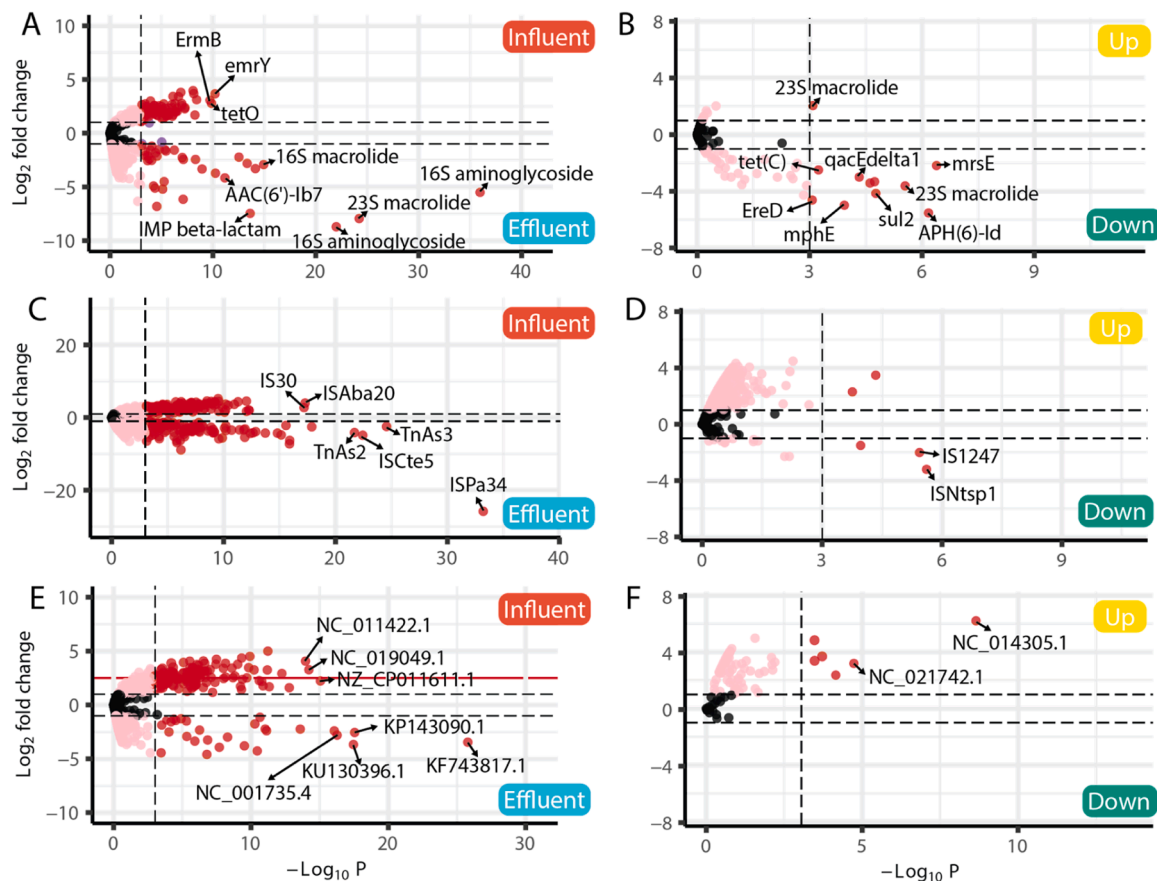 A
Log2 fold change
10
5
0
−5
−10
ErmB
emrY
tetO
Influent
16S macrolide
16S aminoglycoside
AAC(6')-Ib7
23S macrolide
IMP beta-lactam
16S aminoglycoside
Effluent
0 10 20 30 40
B
8
4
0
−4
−8
Up
23S macrolide
tet(C)
qacEdelta1
mrsE
EreD
23S macrolide
mphE
sul2
APH(6)-Id
Down
0 3 6 9
C
Log2 fold change
20
0
−20
Influent
IS30
ISAba20
TnAs3
TnAs2
ISCte5
ISPa34
Effluent
0 10 20 30 40
D
8
4
0
−4
−8
Up
IS1247
ISNtsp1
Down
0 3 6 9
E
Log2 fold change
10
5
0
−5
−10
Influent
NC_011422.1
NC_019049.1
NZ_CP011611.1
KP143090.1
KU130396.1
KF743817.1
NC_001735.4
Effluent
0 10 20 30
−Log10 P
F
8
4
0
−4
−8
Up
NC_014305.1
NC_021742.1
Down
0 5 10
−Log10 P